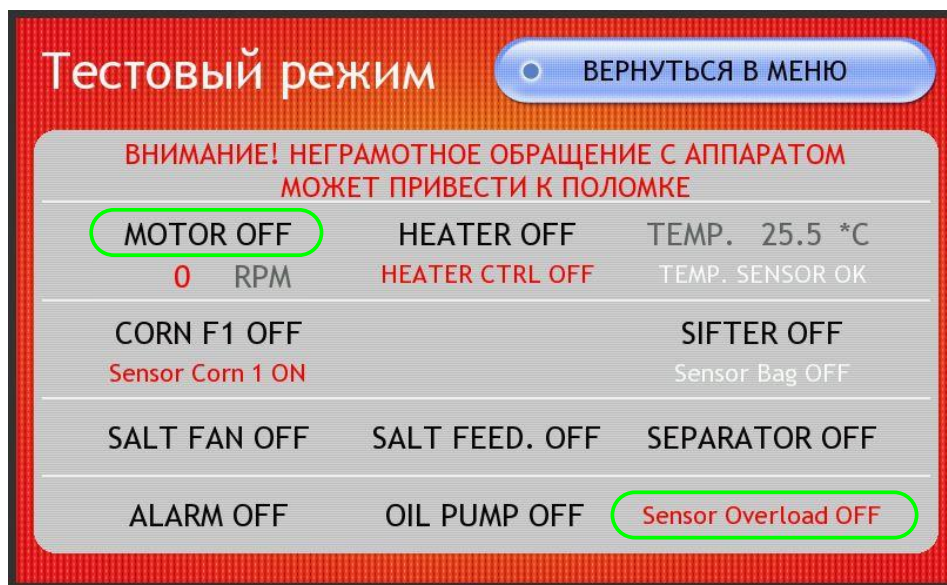 Тестовый режим
ВЕРНУТЬСЯ В МЕНЮ
ВНИМАНИЕ! НЕГРАМОТНОЕ ОБРАЩЕНИЕ С АППАРАТОМ
МОЖЕТ ПРИВЕСТИ К ПОЛОМКЕ
MOTOR OFF HEATER OFF TEMP. 25.5 *C
0 RPM HEATER CTRL OFF TEMP. SENSOR OK
CORN F1 OFF SIFTER OFF
Sensor Corn 1 ON Sensor Bag OFF
SALT FAN OFF SALT FEED. OFF SEPARATOR OFF
ALARM OFF OIL PUMP OFF Sensor Overload OFF